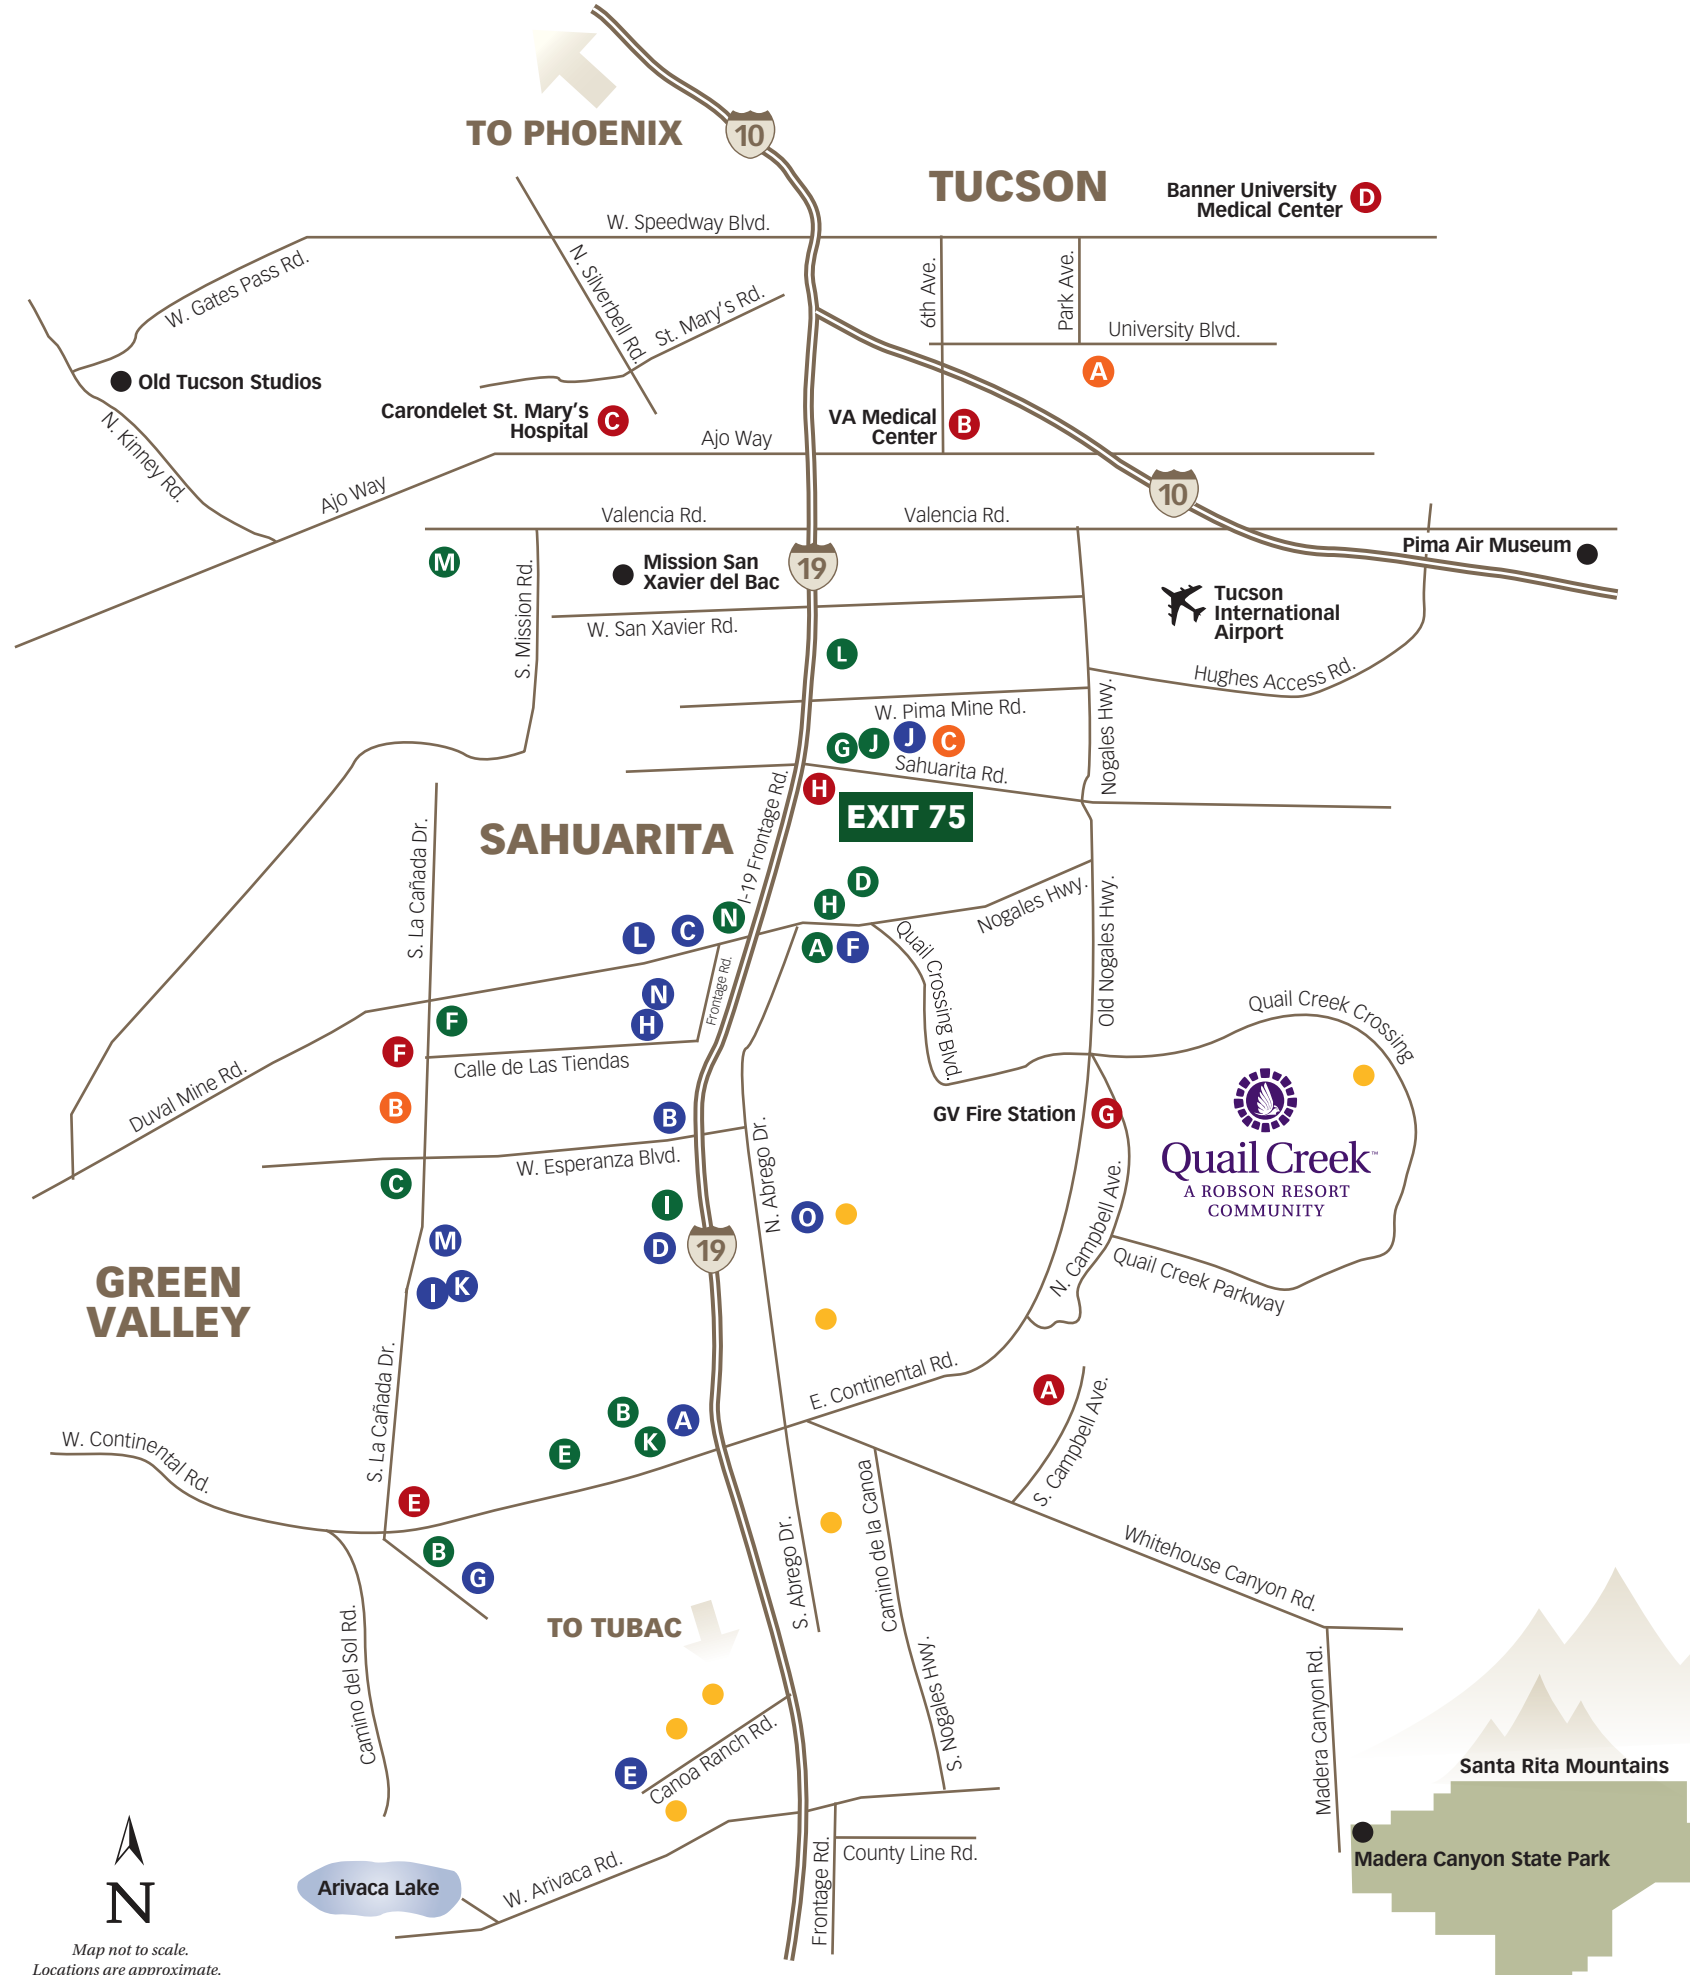 10
TO PHOENIX
TUCSON
Banner University
Medical Center
D
W. Speedway Blvd.
W. Gates Pass Rd.
N. Silverbell Rd.
St. Mary's Rd.
6th Ave.
Park Ave.
University Blvd.
A
Old Tucson Studios
Carondelet St. Mary's
Hospital
C
VA Medical
Center
B
Ajo Way
N. Kinney Rd.
Ajo Way
10
Valencia Rd.
Valencia Rd.
Pima Air Museum
M
S. Mission Rd.
Mission San
Xavier del Bac
19
Tucson
International
Airport
W. San Xavier Rd.
L
Hughes Access Rd.
W. Pima Mine Rd.
Nogales Hwy.
G
J
J
C
Sahuarita Rd.
H
EXIT 75
I-19 Frontage Rd.
SAHUARITA
S. La Cañada Dr.
D
H
N
C
L
A
F
Nogales Hwy.
Quail Crossing Blvd.
Old Nogales Hwy.
Frontage Rd.
N
H
F
F
Calle de Las Tiendas
Duval Mine Rd.
B
B
Quail Creek Crossing
GV Fire Station
G
Quail Creek™
A ROBSON RESORT
COMMUNITY
W. Esperanza Blvd.
N. Abrego Dr.
C
I
O
M
D
19
N. Campbell Ave.
Quail Creek Parkway
GREEN
VALLEY
I
K
S. La Cañada Dr.
E. Continental Rd.
A
S. Campbell Ave.
B
A
K
E
W. Continental Rd.
E
B
G
S. Abrego Dr.
Camino de la Canoa
Whitehouse Canyon Rd.
TO TUBAC
Camino del Sol Rd.
S. Nogales Hwy.
Madera Canyon Rd.
E
Canoa Ranch Rd.
Santa Rita Mountains
Madera Canyon State Park
County Line Rd.
Frontage Rd.
W. Arivaca Rd.
Arivaca Lake
N
Map not to scale.
Locations are approximate.